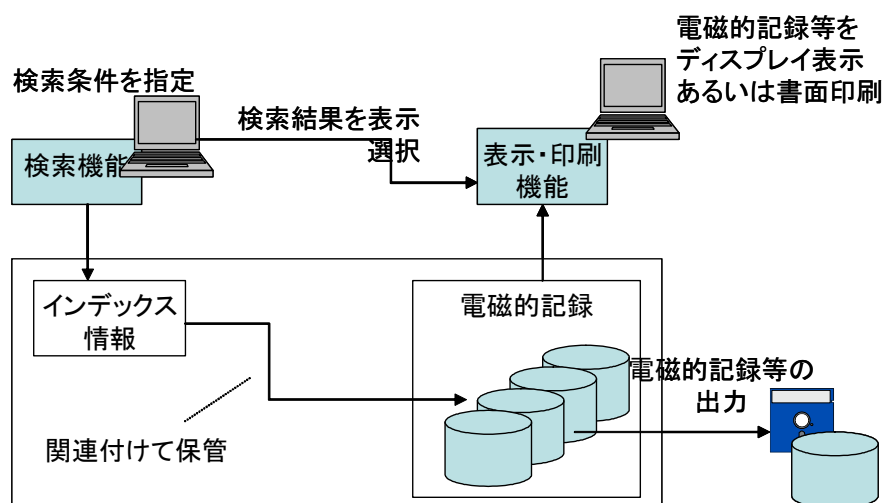 電磁的記録等を
ディスプレイ表示
あるいは書面印刷
検索条件を指定
検索結果を表示
選択
検索機能
表示・印刷
機能
インデックス
情報
電磁的記録
電磁的記録等の
出力
関連付けて保管